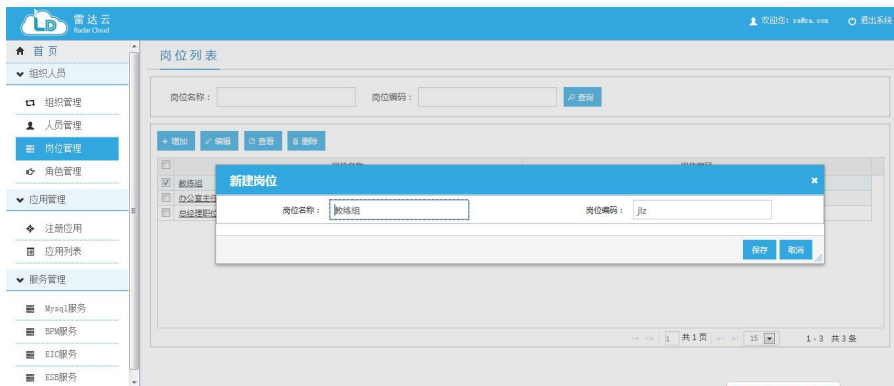 雷达云
Radar Cloud
欢迎您: ra@ra.com 退出系统
首页
组织人员
组织管理
人员管理
岗位管理
角色管理
应用管理
注册应用
应用列表
服务管理
Mysql服务
BPM服务
EIC服务
ESB服务
岗位列表
岗位名称： 岗位编码： 查询
增加 编辑 查看 删除
教练组
办公室主任
总经理职位
新建岗位
岗位名称： 教练组 岗位编码： jlz
保存 取消
1 共1页 15 1-3 共3条